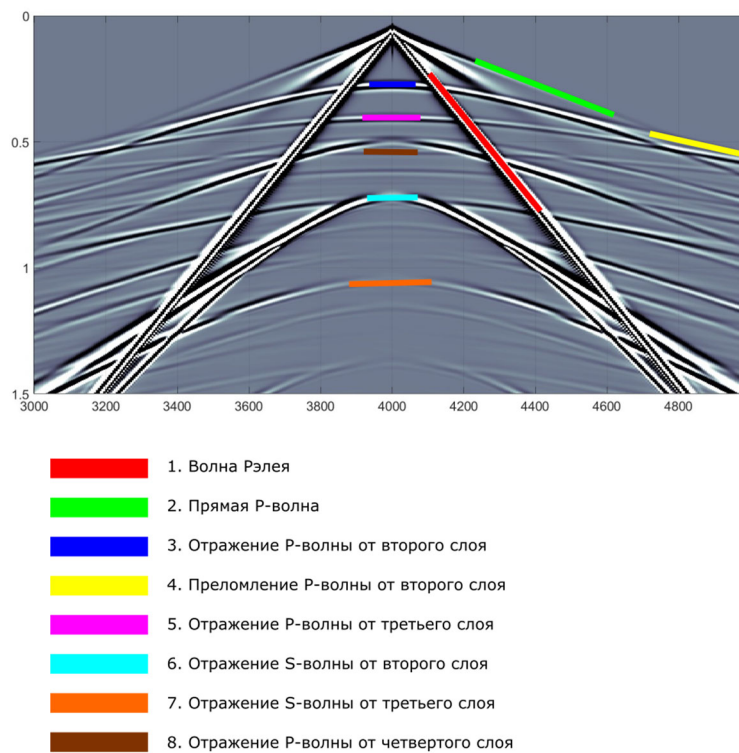 0
0.5
1
1.5
3000 3200 3400 3600 3800 4000 4200 4400 4600 4800
1. Волна Рэлея
2. Прямая Р-волна
3. Отражение Р-волны от второго слоя
4. Преломление Р-волны от второго слоя
5. Отражение Р-волны от третьего слоя
6. Отражение S-волны от второго слоя
7. Отражение S-волны от третьего слоя
8. Отражение Р-волны от четвертого слоя